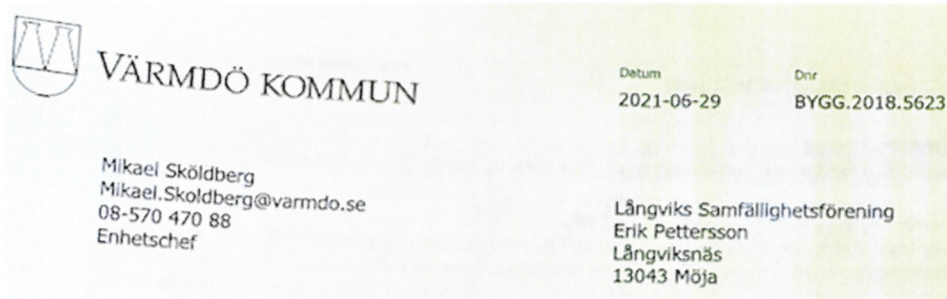 VÄRMDÖ KOMMUN
Datum
2021-06-29
Dnr
BYGG.2018.5623
Mikael Sköldberg
Mikael.Skoldberg@varmdo.se
08-570 470 88
Enhetschef
Långviks Samfällighetsförening
Erik Pettersson
Långviksnäs
13043 Möja